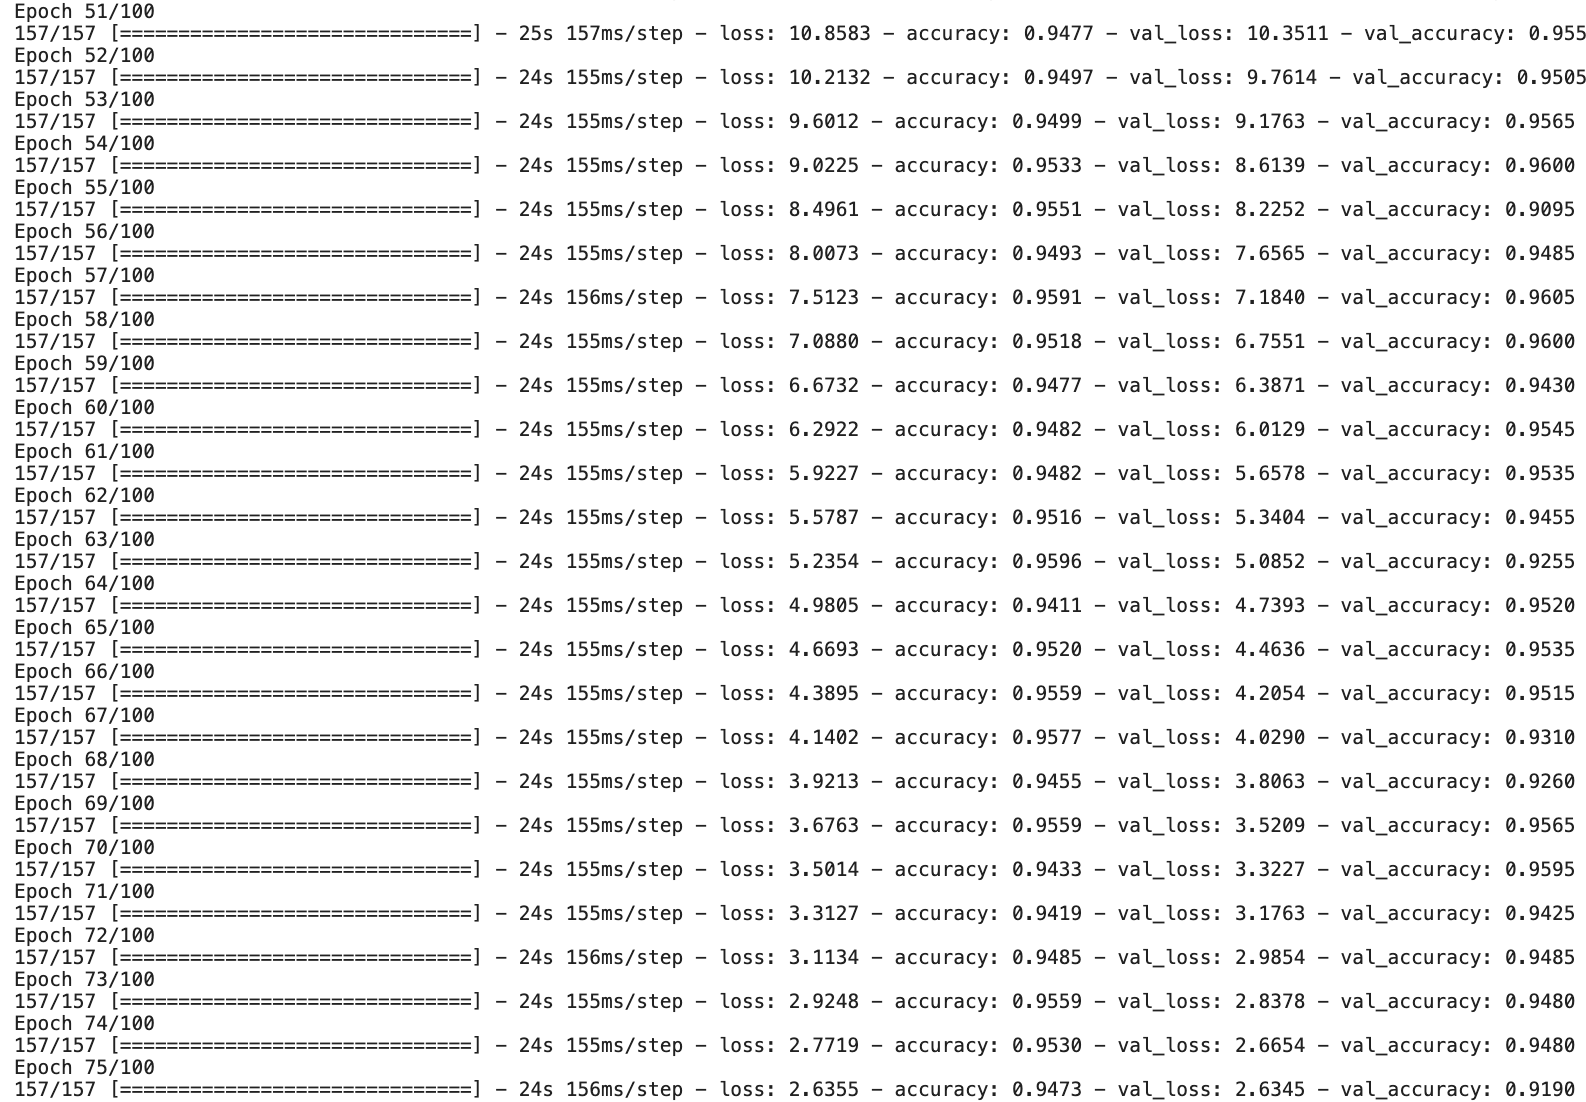 Epoch 51/100
157/157 [==============================] - 25s 157ms/step - loss: 10.8583 - accuracy: 0.9477 - val_loss: 10.3511 - val_accuracy: 0.955
Epoch 52/100
157/157 [==============================] - 24s 155ms/step - loss: 10.2132 - accuracy: 0.9497 - val_loss: 9.7614 - val_accuracy: 0.9505
Epoch 53/100
157/157 [==============================] - 24s 155ms/step - loss: 9.6012 - accuracy: 0.9499 - val_loss: 9.1763 - val_accuracy: 0.9565
Epoch 54/100
157/157 [==============================] - 24s 155ms/step - loss: 9.0225 - accuracy: 0.9533 - val_loss: 8.6139 - val_accuracy: 0.9600
Epoch 55/100
157/157 [==============================] - 24s 155ms/step - loss: 8.4961 - accuracy: 0.9551 - val_loss: 8.2252 - val_accuracy: 0.9095
Epoch 56/100
157/157 [==============================] - 24s 155ms/step - loss: 8.0073 - accuracy: 0.9493 - val_loss: 7.6565 - val_accuracy: 0.9485
Epoch 57/100
157/157 [==============================] - 24s 156ms/step - loss: 7.5123 - accuracy: 0.9591 - val_loss: 7.1840 - val_accuracy: 0.9605
Epoch 58/100
157/157 [==============================] - 24s 155ms/step - loss: 7.0880 - accuracy: 0.9518 - val_loss: 6.7551 - val_accuracy: 0.9600
Epoch 59/100
157/157 [==============================] - 24s 155ms/step - loss: 6.6732 - accuracy: 0.9477 - val_loss: 6.3871 - val_accuracy: 0.9430
Epoch 60/100
157/157 [==============================] - 24s 155ms/step - loss: 6.2922 - accuracy: 0.9482 - val_loss: 6.0129 - val_accuracy: 0.9545
Epoch 61/100
157/157 [==============================] - 24s 155ms/step - loss: 5.9227 - accuracy: 0.9482 - val_loss: 5.6578 - val_accuracy: 0.9535
Epoch 62/100
157/157 [==============================] - 24s 155ms/step - loss: 5.5787 - accuracy: 0.9516 - val_loss: 5.3404 - val_accuracy: 0.9455
Epoch 63/100
157/157 [==============================] - 24s 155ms/step - loss: 5.2354 - accuracy: 0.9596 - val_loss: 5.0852 - val_accuracy: 0.9255
Epoch 64/100
157/157 [==============================] - 24s 155ms/step - loss: 4.9805 - accuracy: 0.9411 - val_loss: 4.7393 - val_accuracy: 0.9520
Epoch 65/100
157/157 [==============================] - 24s 155ms/step - loss: 4.6693 - accuracy: 0.9520 - val_loss: 4.4636 - val_accuracy: 0.9535
Epoch 66/100
157/157 [==============================] - 24s 155ms/step - loss: 4.3895 - accuracy: 0.9559 - val_loss: 4.2054 - val_accuracy: 0.9515
Epoch 67/100
157/157 [==============================] - 24s 155ms/step - loss: 4.1402 - accuracy: 0.9577 - val_loss: 4.0290 - val_accuracy: 0.9310
Epoch 68/100
157/157 [==============================] - 24s 155ms/step - loss: 3.9213 - accuracy: 0.9455 - val_loss: 3.8063 - val_accuracy: 0.9260
Epoch 69/100
157/157 [==============================] - 24s 155ms/step - loss: 3.6763 - accuracy: 0.9559 - val_loss: 3.5209 - val_accuracy: 0.9565
Epoch 70/100
157/157 [==============================] - 24s 155ms/step - loss: 3.5014 - accuracy: 0.9433 - val_loss: 3.3227 - val_accuracy: 0.9595
Epoch 71/100
157/157 [==============================] - 24s 155ms/step - loss: 3.3127 - accuracy: 0.9419 - val_loss: 3.1763 - val_accuracy: 0.9425
Epoch 72/100
157/157 [==============================] - 24s 156ms/step - loss: 3.1134 - accuracy: 0.9485 - val_loss: 2.9854 - val_accuracy: 0.9485
Epoch 73/100
157/157 [==============================] - 24s 155ms/step - loss: 2.9248 - accuracy: 0.9559 - val_loss: 2.8378 - val_accuracy: 0.9480
Epoch 74/100
157/157 [==============================] - 24s 155ms/step - loss: 2.7719 - accuracy: 0.9530 - val_loss: 2.6654 - val_accuracy: 0.9480
Epoch 75/100
157/157 [==============================] - 24s 156ms/step - loss: 2.6355 - accuracy: 0.9473 - val_loss: 2.6345 - val_accuracy: 0.9190